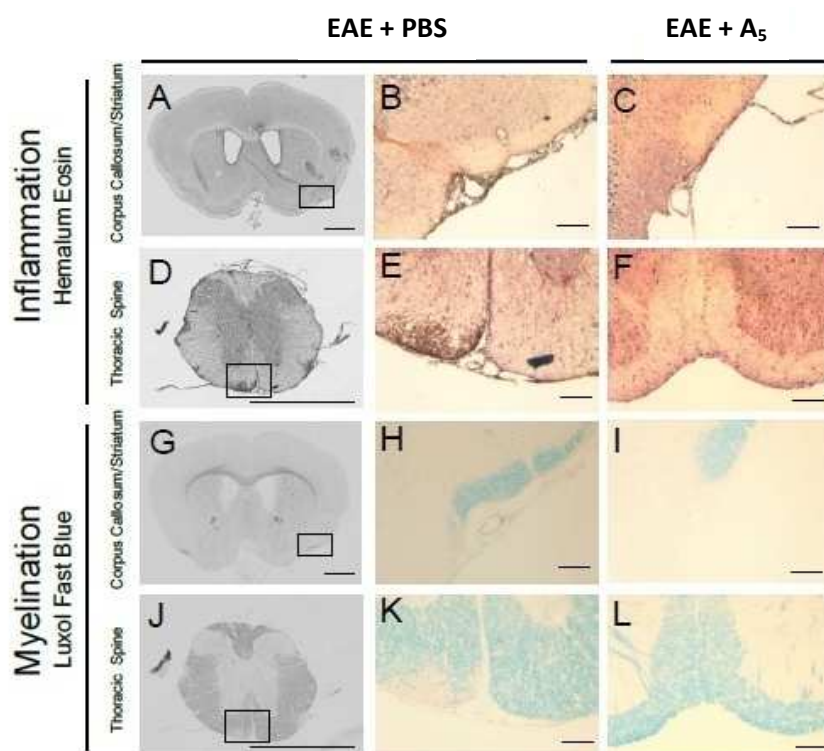 EAE + PBS
EAE + A₅
Inflammation
Hemalum Eosin
Corpus Callosum/Striatum
A
B
C
Thoracic Spine
D
E
F
Myelination
Luxol Fast Blue
Corpus Callosum/Striatum
G
H
I
Thoracic Spine
J
K
L